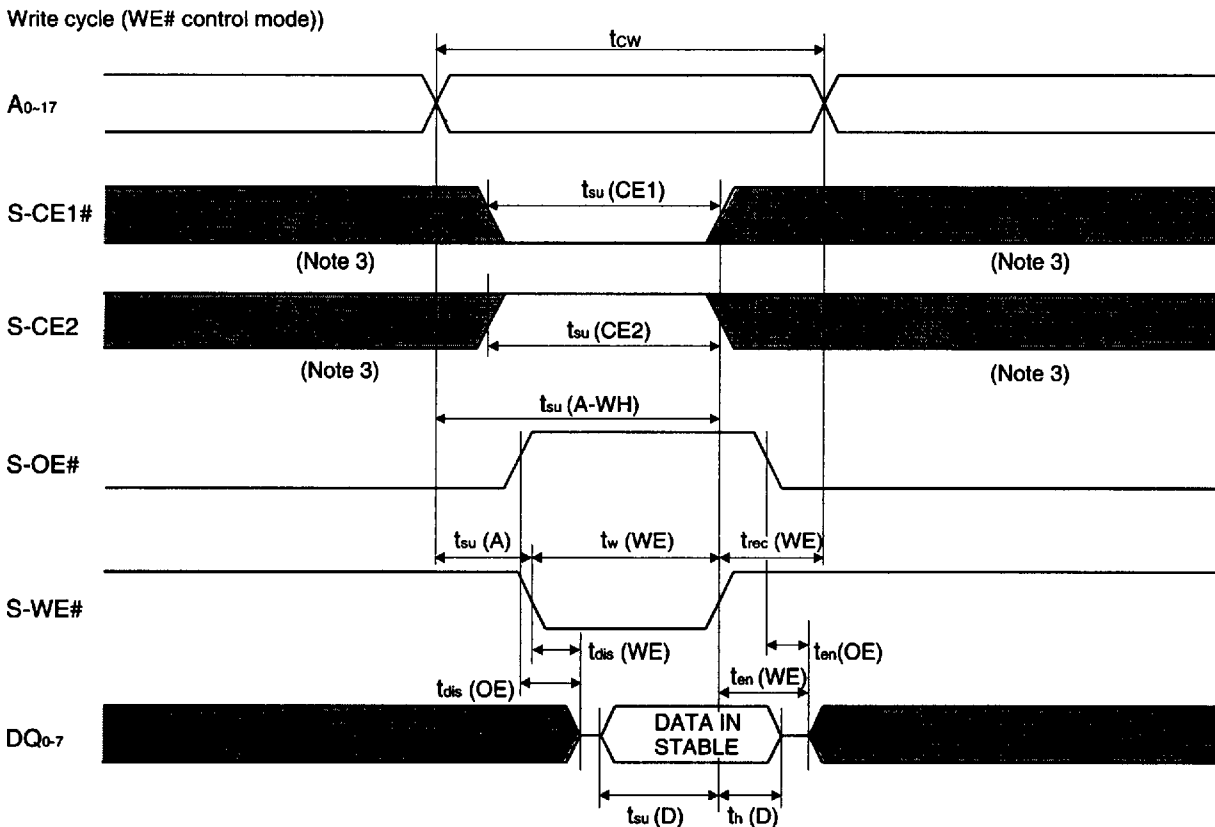 Write cycle (WE# control mode))
tcw
A0~17
tsu (CE1)
S-CE1#
(Note 3) (Note 3)
S-CE2
tsu (CE2)
(Note 3) (Note 3)
tsu (A-WH)
S-OE#
tsu (A) tw (WE) trec (WE)
S-WE#
tdis (WE) ten(OE)
tdis (OE) ten (WE)
DQ0-7
DATA IN
STABLE
tsu (D) th (D)